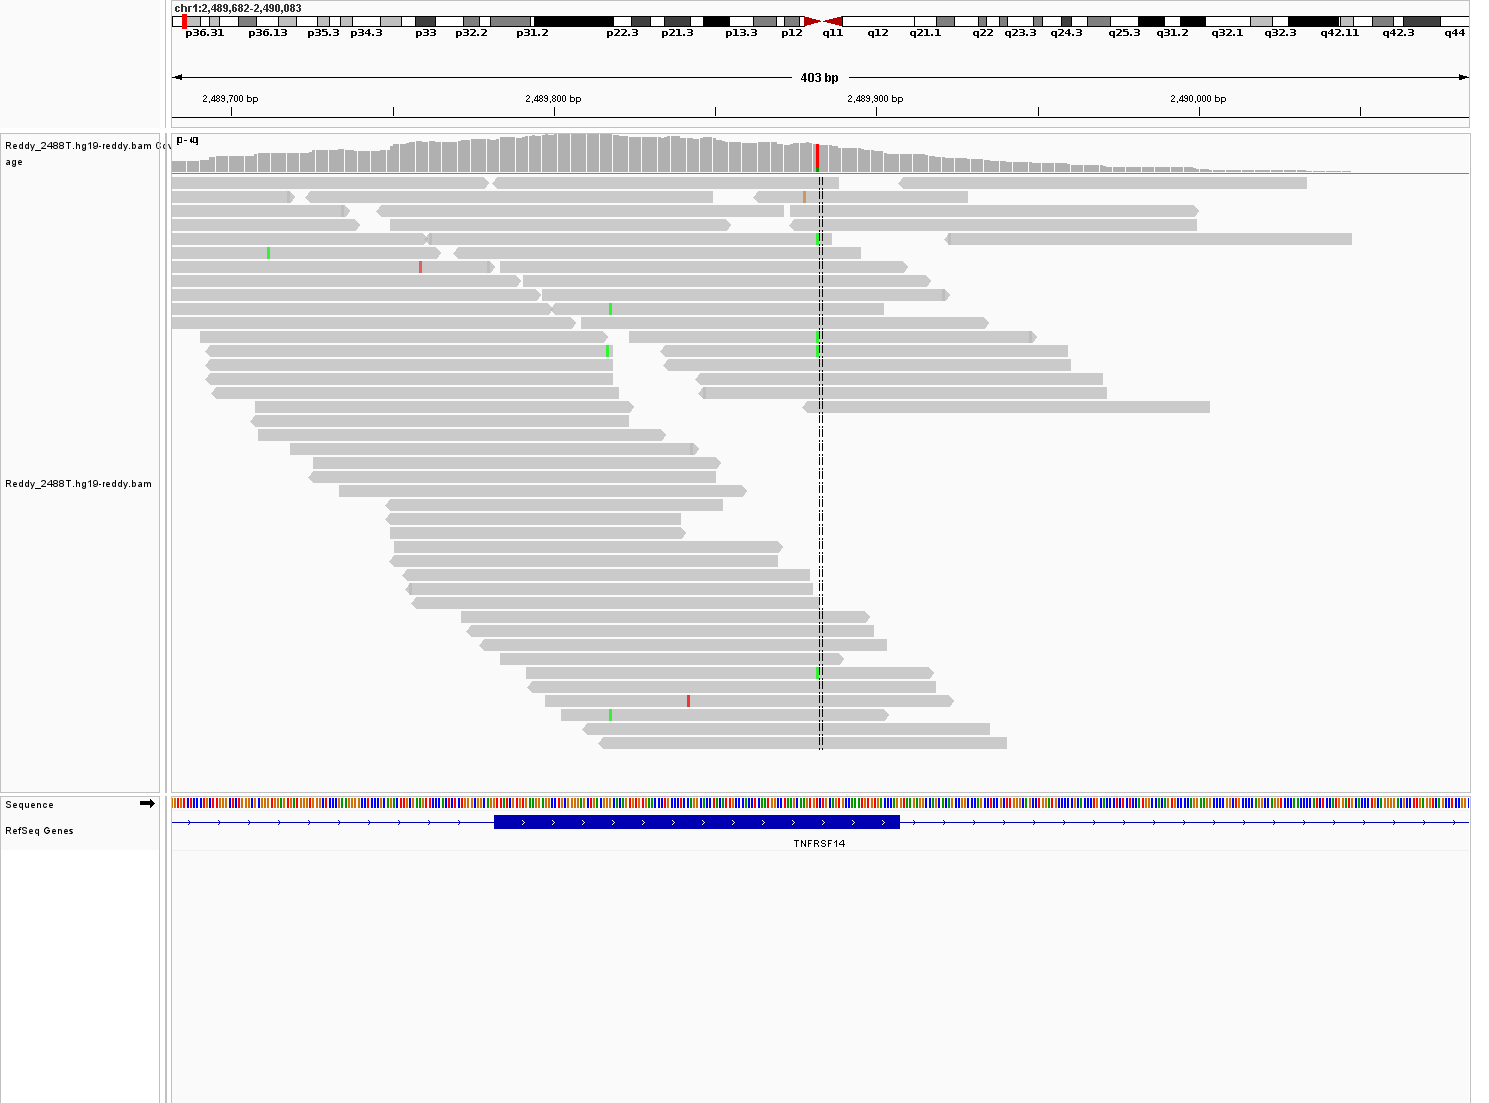 chr1:2,489,682-2,490,083
p36.31 p36.13 p35.3 p34.3 p33 p32.2 p31.2 p22.3 p21.3 p13.3 p12 q11 q12 q21.1 q22 q23.3 q24.3 q25.3 q31.2 q32.1 q32.3 q42.11 q42.3 q44
403 bp
2,489,700 bp 2,489,800 bp 2,489,900 bp 2,490,000 bp
Reddy_2488T.hg19-reddy.bam Cov
age
Reddy_2488T.hg19-reddy.bam
Sequence
RefSeq Genes
TNFRSF14